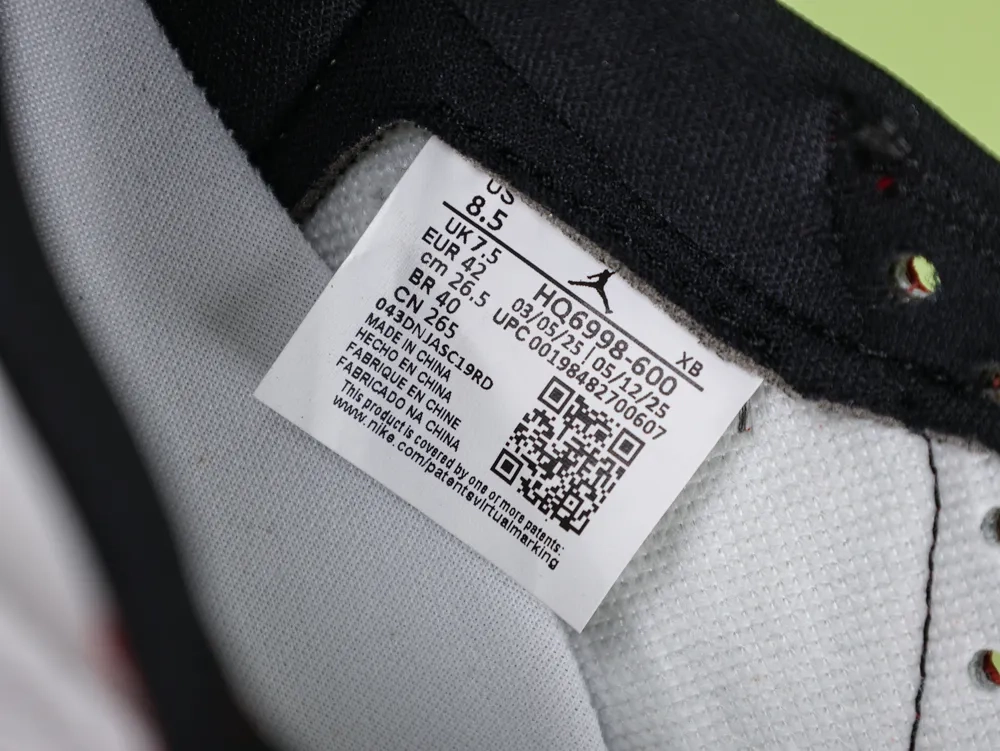 US
8.5
UK 7.5
EUR 42
cm 26.5
BR 40
CN 265
043DNJASC19RD
MADE IN CHINA
HECHO EN CHINA
FABRIQUE EN CHINE
FABRICADO NA CHINA
This product is covered by one or more patents:
www.nike.com/patentsvirtualmarking
XB
HQ6998-600
03/05/25 | 05/12/25
UPC 00198482700607